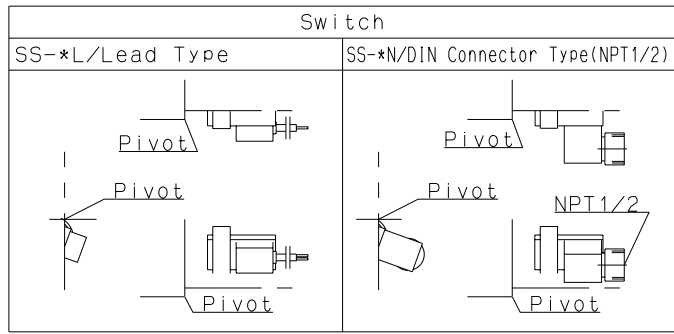 Switch
SS-*L/Lead Type
SS-*N/DIN Connector Type(NPT1/2)
Pivot
Pivot
Pivot
Pivot
NPT1/2
Pivot
Pivot